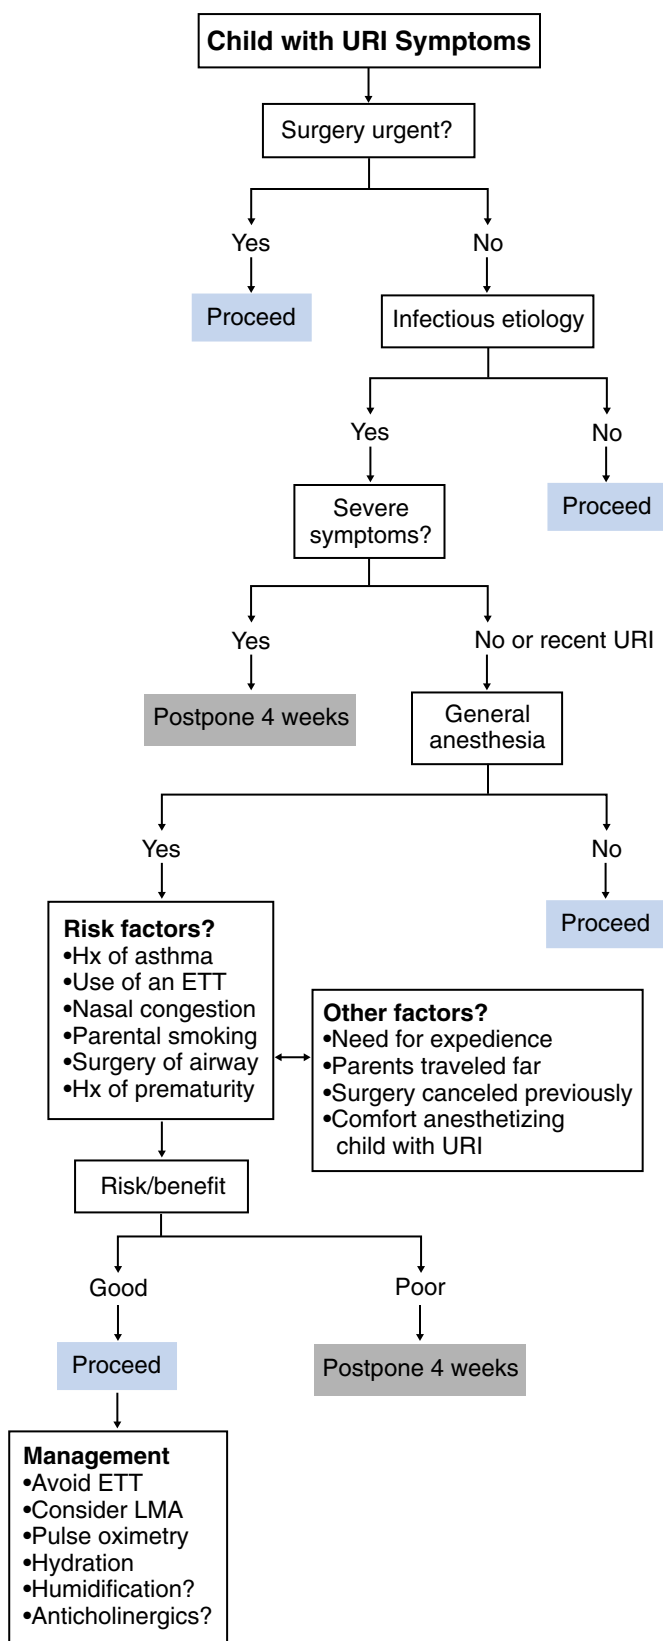 Child with URI Symptoms
Surgery urgent?
Yes
No
Proceed
Infectious etiology
Yes
No
Severe
symptoms?
Proceed
Yes
No or recent URI
Postpone 4 weeks
General
anesthesia
Yes
No
Proceed
Risk factors?
•Hx of asthma
•Use of an ETT
•Nasal congestion
•Parental smoking
•Surgery of airway
•Hx of prematurity
Other factors?
•Need for expedience
•Parents traveled far
•Surgery canceled previously
•Comfort anesthetizing
child with URI
Risk/benefit
Good
Poor
Proceed
Postpone 4 weeks
Management
•Avoid ETT
•Consider LMA
•Pulse oximetry
•Hydration
•Humidification?
•Anticholinergics?